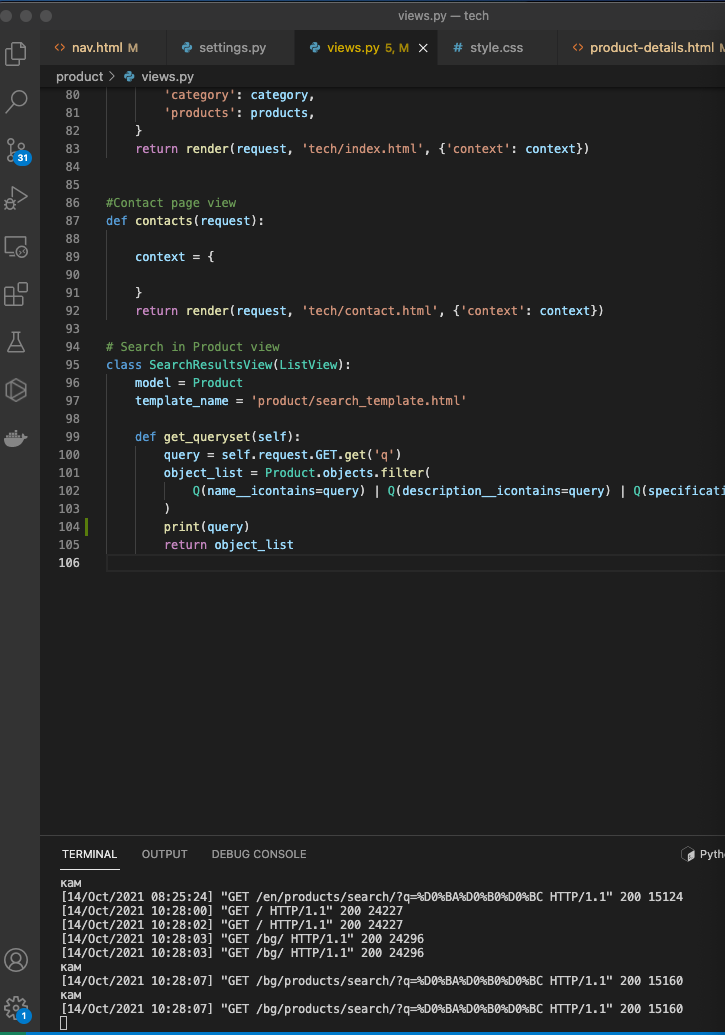 views.py — tech
nav.html M
settings.py
views.py 5, M
style.css
product-details.html M
product > views.py
80 'category': category,
81 'products': products,
82 }
83 return render(request, 'tech/index.html', {'context': context})
84
85
86 #Contact page view
87 def contacts(request):
88
89 context = {
90
91 }
92 return render(request, 'tech/contact.html', {'context': context})
93
94 # Search in Product view
95 class SearchResultsView(ListView):
96 model = Product
97 template_name = 'product/search_template.html'
98
99 def get_queryset(self):
100 query = self.request.GET.get('q')
101 object_list = Product.objects.filter(
102 Q(name__icontains=query) | Q(description__icontains=query) | Q(specificati
103 )
104 print(query)
105 return object_list
106
31
1
TERMINAL OUTPUT DEBUG CONSOLE Pyth
кам
[14/Oct/2021 08:25:24] "GET /en/products/search/?q=%D0%BA%D0%B0%D0%BC HTTP/1.1" 200 15124
[14/Oct/2021 10:28:00] "GET / HTTP/1.1" 200 24227
[14/Oct/2021 10:28:02] "GET / HTTP/1.1" 200 24227
[14/Oct/2021 10:28:03] "GET /bg/ HTTP/1.1" 200 24296
[14/Oct/2021 10:28:03] "GET /bg/ HTTP/1.1" 200 24296
кам
[14/Oct/2021 10:28:07] "GET /bg/products/search/?q=%D0%BA%D0%B0%D0%BC HTTP/1.1" 200 15160
кам
[14/Oct/2021 10:28:07] "GET /bg/products/search/?q=%D0%BA%D0%B0%D0%BC HTTP/1.1" 200 15160